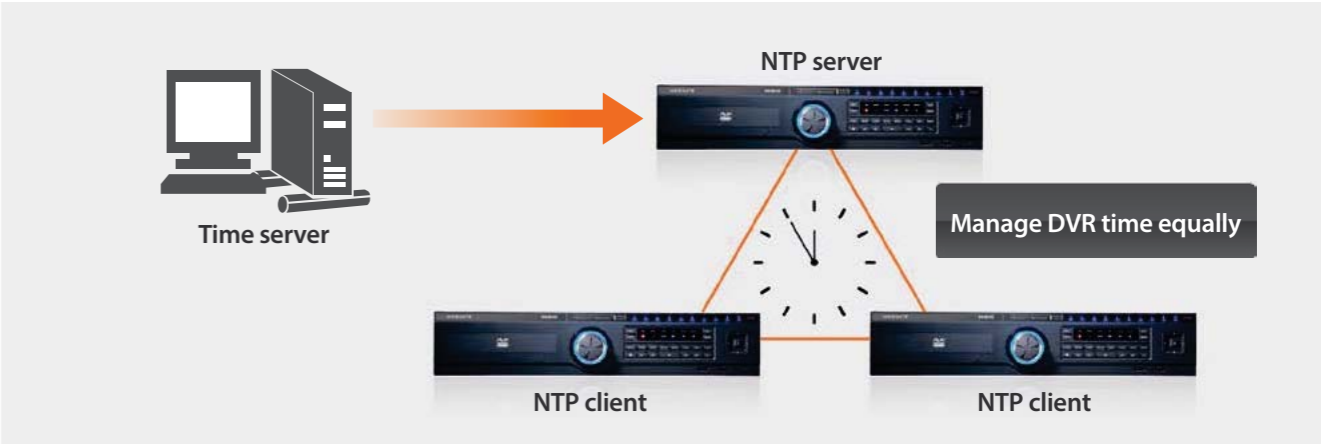 NTP server
Time server
Manage DVR time equally
NTP client
NTP client